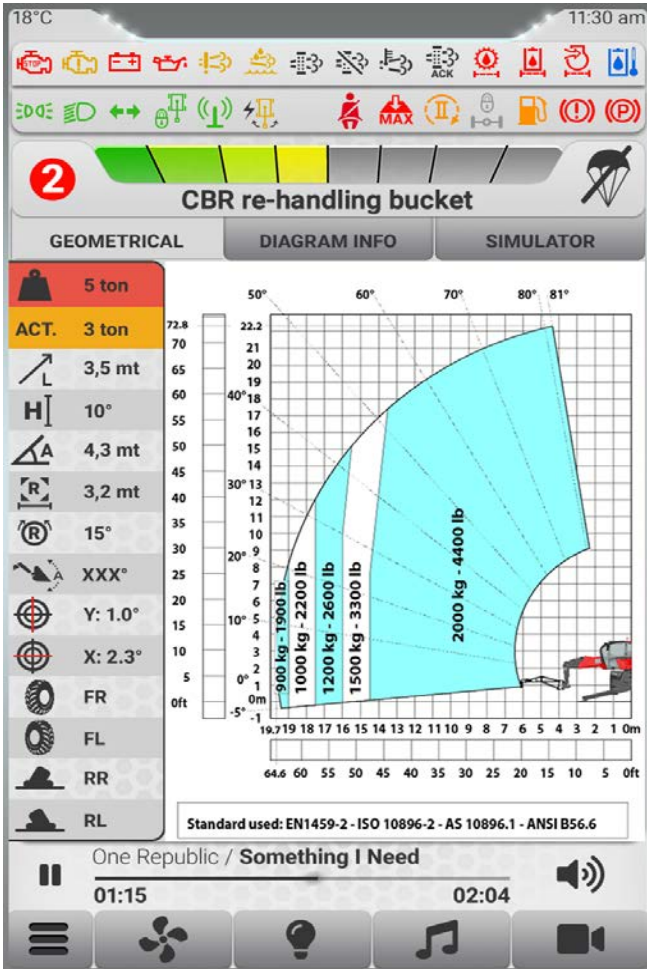 18°C 11:30 am
STOP
ACK
MAX
II
P
2
CBR re-handling bucket
GEOMETRICAL DIAGRAM INFO SIMULATOR
5 ton
ACT. 3 ton
L 3,5 mt
H 10°
A 4,3 mt
R 3,2 mt
R 15°
A XXX°
Y: 1.0°
X: 2.3°
FR
FL
RR
RL
50° 60° 70° 80° 81°
40°
30°
20°
10°
0°
-5°
72.8
70
65
60
55
50
45
40
35
30
25
20
15
10
5
0ft
22.2
21
20
19
18
17
16
15
14
13
12
11
10
9
8
7
6
5
4
3
2
1
0m
-1
900 kg - 1900 lb
1000 kg - 2200 lb
1200 kg - 2600 lb
1500 kg - 3300 lb
2000 kg - 4400 lb
19.7 19 18 17 16 15 14 13 12 11 10 9 8 7 6 5 4 3 2 1 0m
64.6 60 55 50 45 40 35 30 25 20 15 10 5 0ft
Standard used: EN1459-2 - ISO 10896-2 - AS 10896.1 - ANSI B56.6
One Republic / Something I Need
01:15 02:04